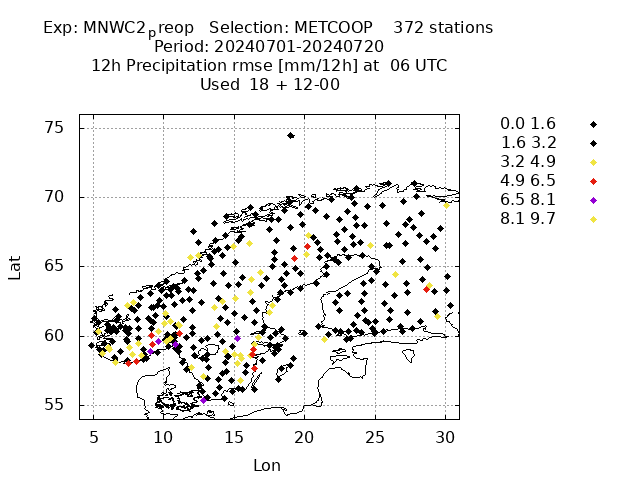 Exp: MNWC2preop   Selection: METCOOP    372 stations
Period: 20240701-20240720
12h Precipitation rmse [mm/12h] at  06 UTC
Used  18 + 12-00
75
70
65
60
55
5 10 15 20 25 30
Lat
Lon
0.0 1.6
1.6 3.2
3.2 4.9
4.9 6.5
6.5 8.1
8.1 9.7